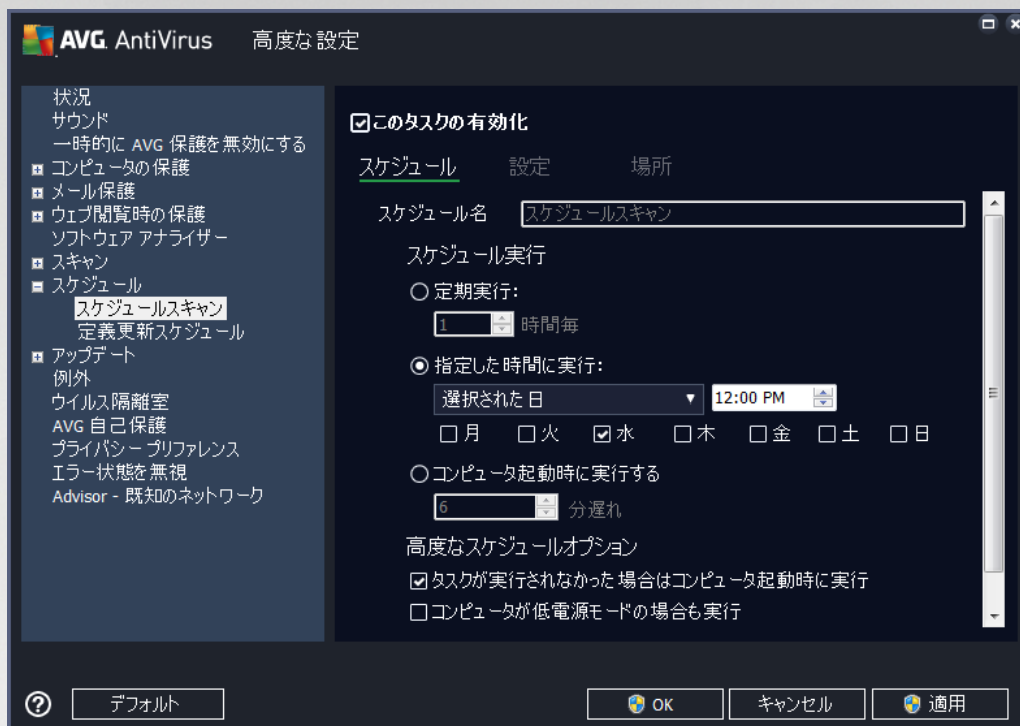 AVG. AntiVirus 高度な設定
状況
サウンド
一時的に AVG 保護を無効にする
コンピュータの保護
メール保護
ウェブ閲覧時の保護
ソフトウェア アナライザー
スキャン
スケジュール
スケジュールスキャン
定義更新スケジュール
アップデート
例外
ウイルス隔離室
AVG 自己保護
プライバシー プリファレンス
エラー状態を無視
Advisor - 既知のネットワーク
このタスクの有効化
スケジュール 設定 場所
スケジュール名 スケジュールスキャン
スケジュール実行
定期実行:
1 時間毎
指定した時間に実行:
選択された日 12:00 PM
月 火 水 木 金 土 日
コンピュータ起動時に実行する
6 分遅れ
高度なスケジュールオプション
タスクが実行されなかった場合はコンピュータ起動時に実行
コンピュータが低電源モードの場合も実行
? デフォルト OK キャンセル 適用